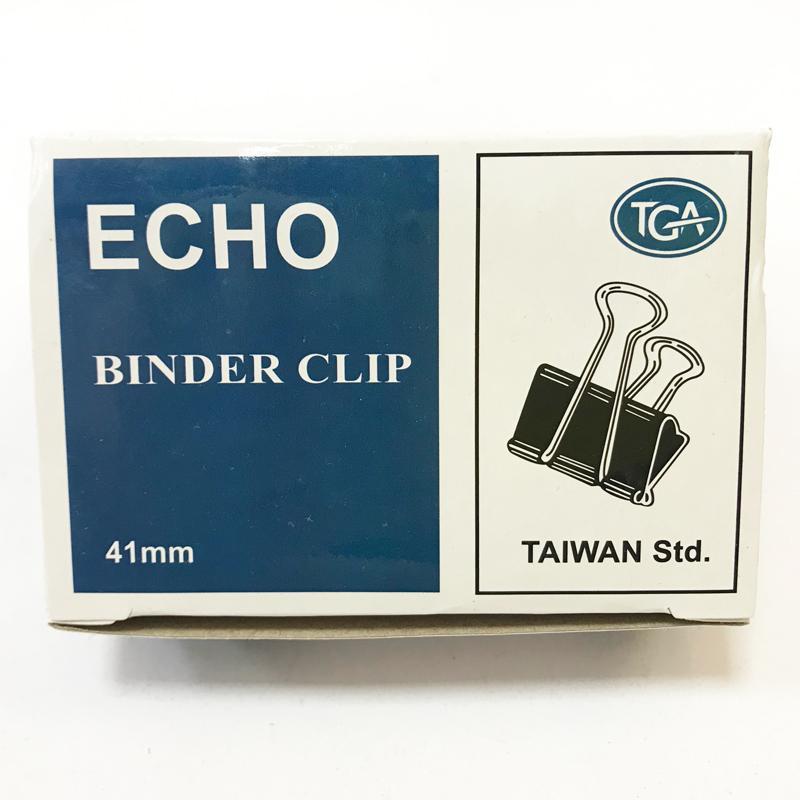 ECHO
BINDER CLIP
41mm
TGA
TAIWAN Std.